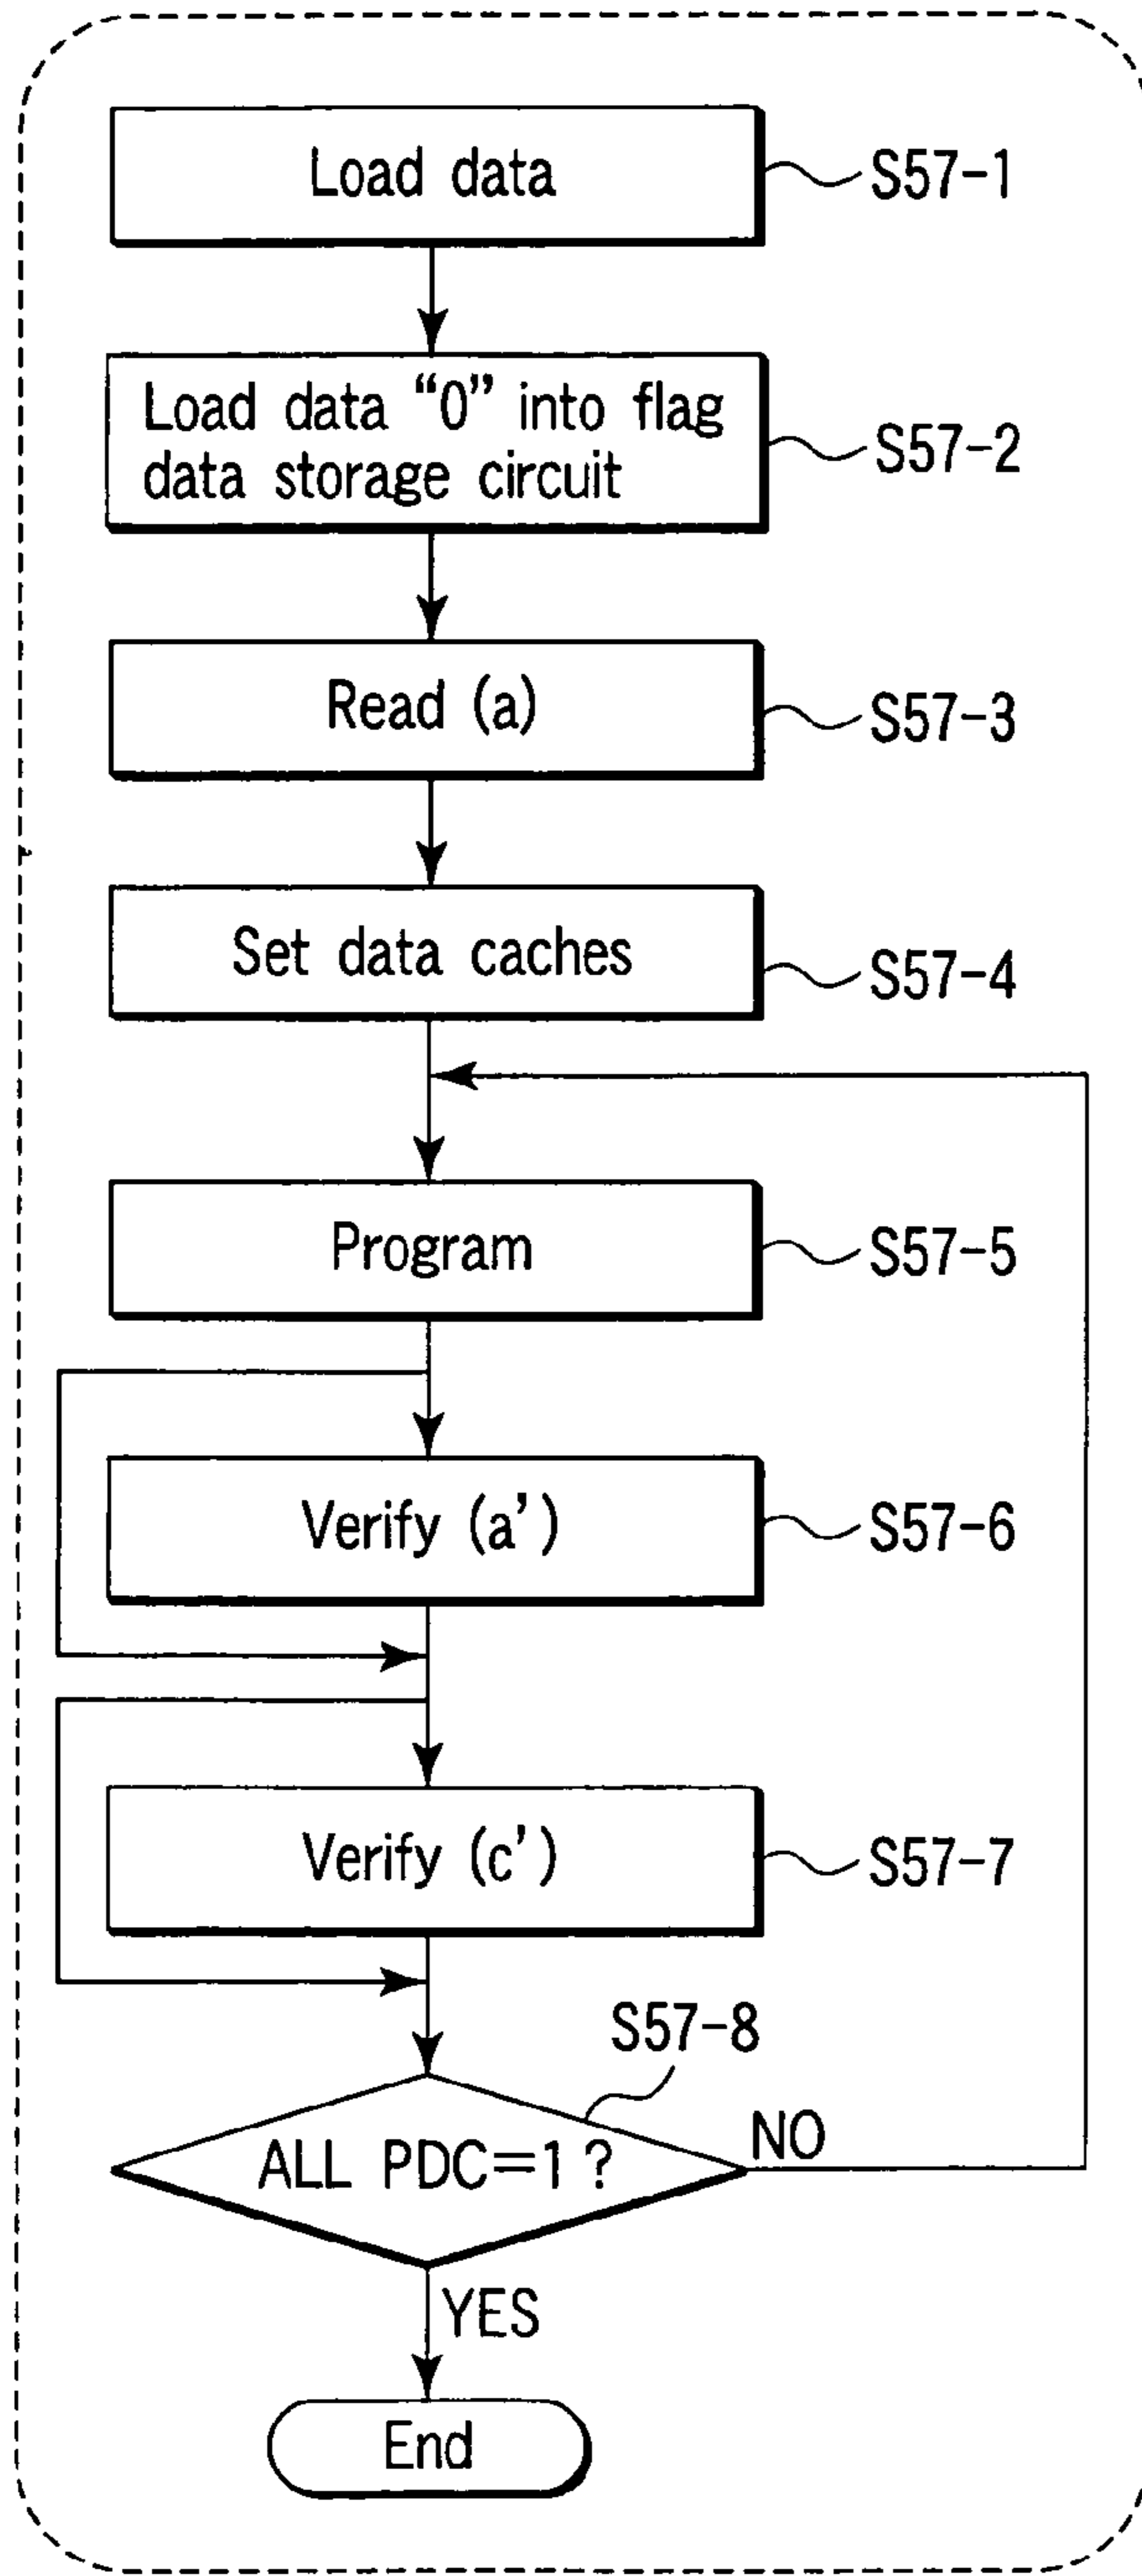 Load data
S57-1
Load data “0” into flag
data storage circuit
S57-2
Read (a)
S57-3
Set data caches
S57-4
Program
S57-5
Verify (a’)
S57-6
Verify (c’)
S57-7
S57-8
ALL PDC=1 ?
NO
YES
End